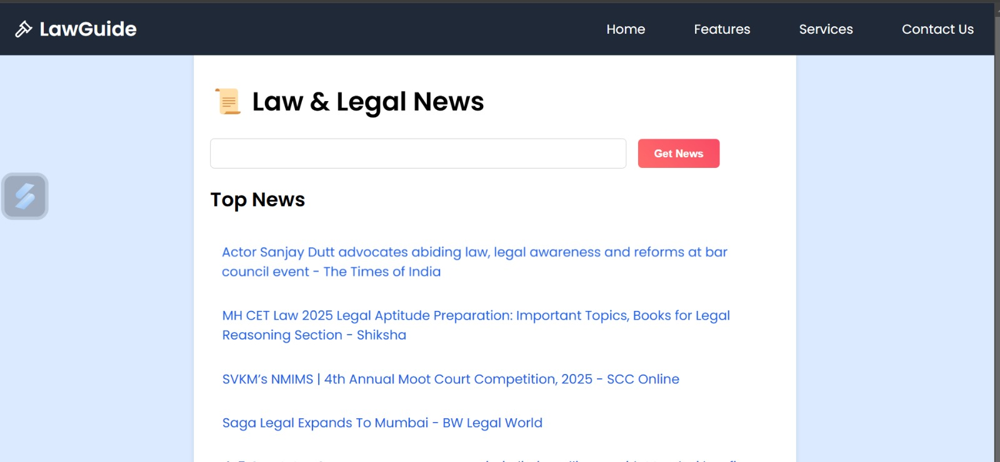 LawGuide
Home
Features
Services
Contact Us
Law & Legal News
Get News
Top News
Actor Sanjay Dutt advocates abiding law, legal awareness and reforms at bar
council event - The Times of India
MH CET Law 2025 Legal Aptitude Preparation: Important Topics, Books for Legal
Reasoning Section - Shiksha
SVKM’s NMIMS | 4th Annual Moot Court Competition, 2025 - SCC Online
Saga Legal Expands To Mumbai - BW Legal World